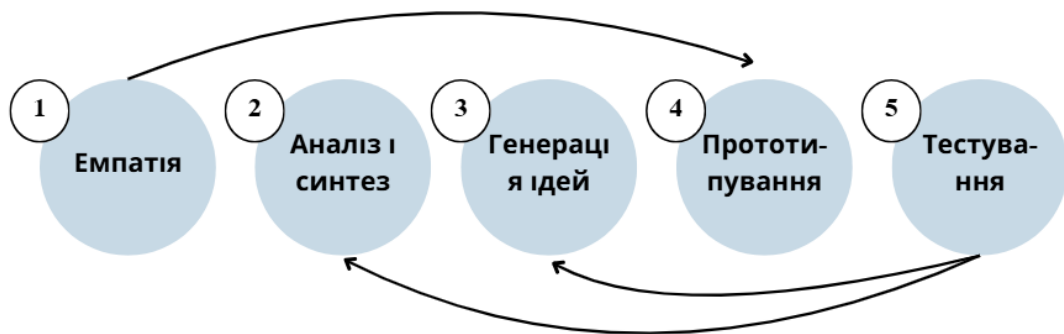 1
Емпатія
2
Аналіз і
синтез
3
Генераці
я ідей
4
Прототи-
пування
5
Тестува-
ння